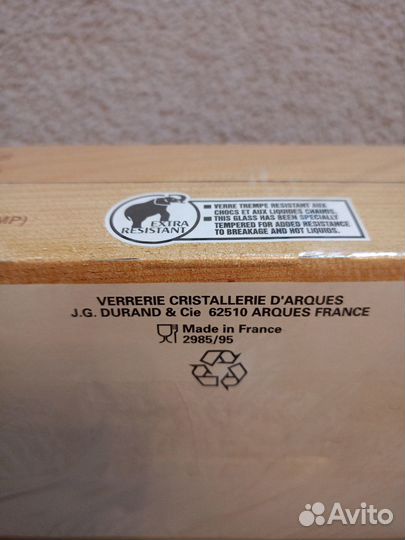 MP)
EXTRA
RESISTANT
■ VERRE TREMPE RESISTANT AUX
CHOCS ET AUX LIQUIDES CHAUDS.
■ THIS GLASS HAS BEEN SPECIALLY
TEMPERED FOR ADDED RESISTANCE
TO BREAKAGE AND HOT LIQUIDS.
VERRERIE CRISTALLERIE D'ARQUES
J.G. DURAND & Cie 62510 ARQUES FRANCE
Made in France
2985/95
Avito